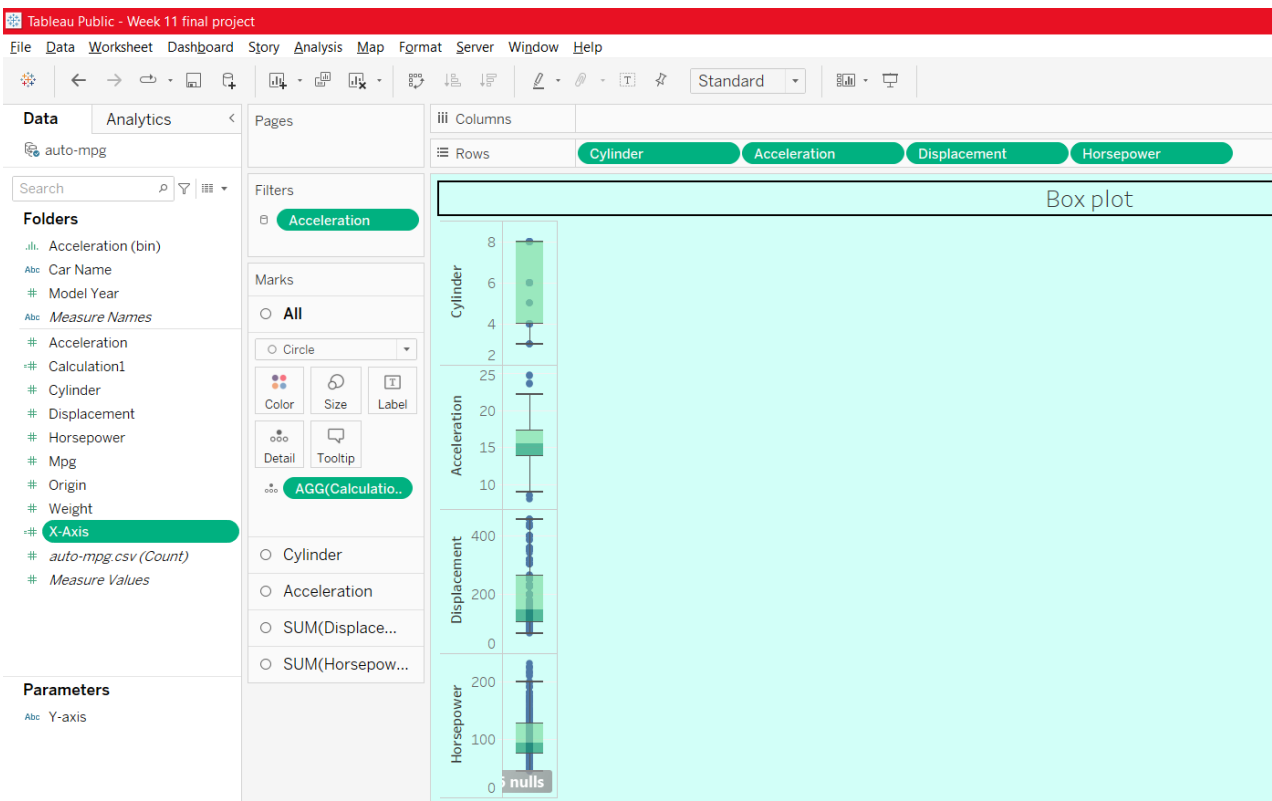 Tableau Public - Week 11 final project
File Data Worksheet Dashboard Story Analysis Map Format Server Window Help
Standard
Data Analytics
auto-mpg
Search
Folders
Acceleration (bin)
Abc Car Name
# Model Year
Abc Measure Names
# Acceleration
=# Calculation1
# Cylinder
# Displacement
# Horsepower
# Mpg
# Origin
# Weight
=# X-Axis
# auto-mpg.csv (Count)
# Measure Values
Parameters
Abc Y-axis
Pages
Filters
Acceleration
Marks
All
Circle
Color Size Label
Detail Tooltip
AGG(Calculatio..
Cylinder
Acceleration
SUM(Displace...
SUM(Horsepow...
iii Columns
Rows Cylinder Acceleration Displacement Horsepower
Box plot
Cylinder
8
6
4
2
Acceleration
25
20
15
10
Displacement
400
200
0
Horsepower
200
100
0
nulls